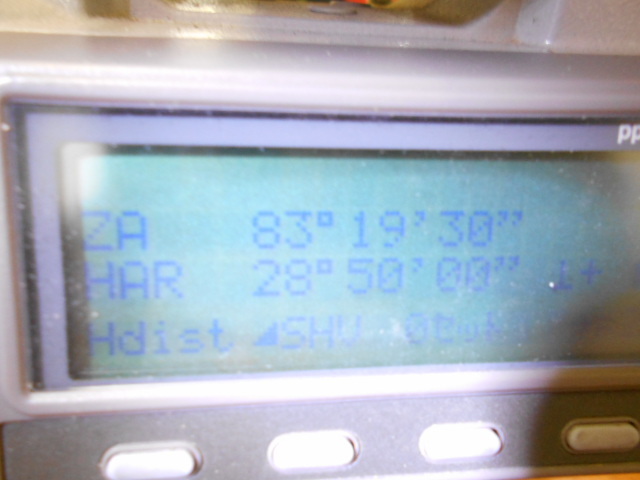 ZA 83°19'30"
HAR 28°50'00"
Hdist ◢SHV